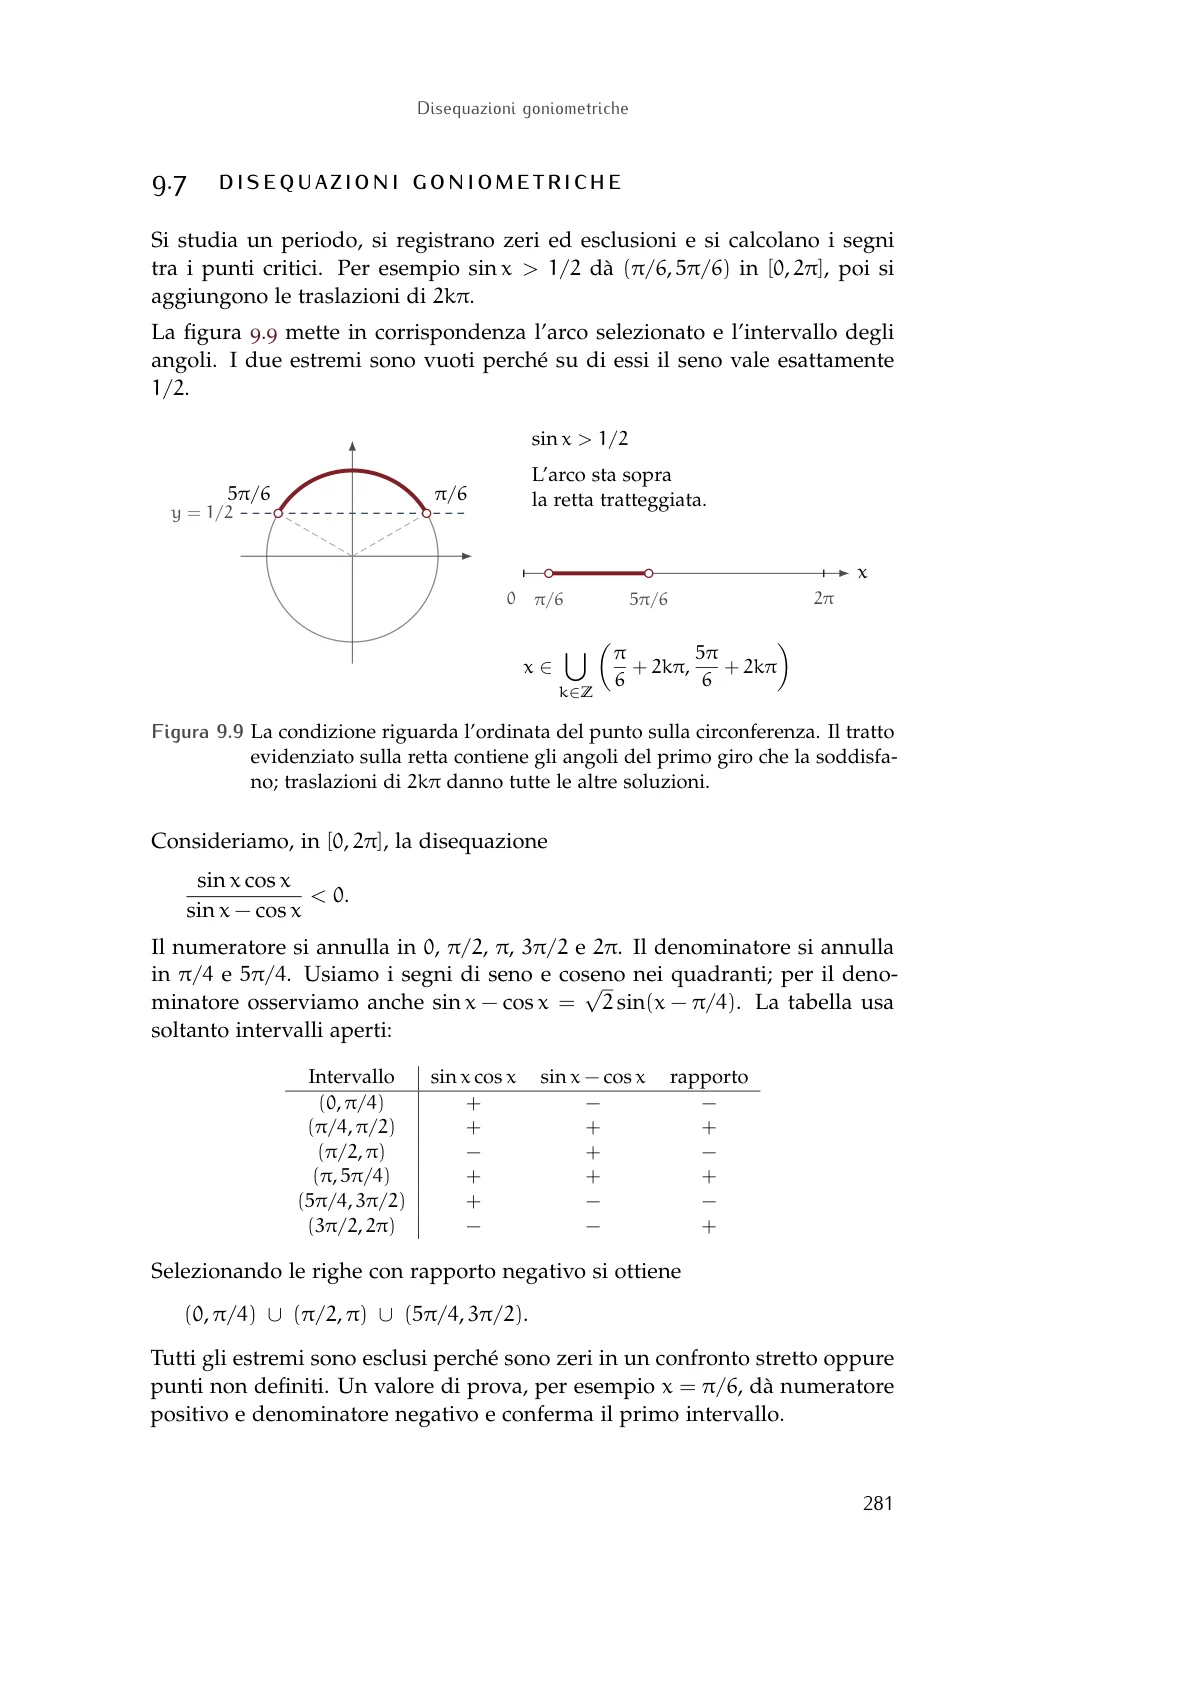 Disequazioni goniometriche
9.7 DISEQUAZIONI GONIOMETRICHE
Si studia un periodo, si registrano zeri ed esclusioni e si calcolano i segni
tra i punti critici. Per esempio sin x > 1/2 dà (π/6, 5π/6) in [0, 2π], poi si
aggiungono le traslazioni di 2kπ.
La figura 9.9 mette in corrispondenza l'arco selezionato e l'intervallo degli
angoli. I due estremi sono vuoti perché su di essi il seno vale esattamente
1/2.
5π/6
π/6
y = 1/2
sin x > 1/2
L'arco sta sopra
la retta tratteggiata.
x
0 π/6 5π/6 2π
x ∈ ⋃_{k∈ℤ} (π/6 + 2kπ, 5π/6 + 2kπ)
Figura 9.9 La condizione riguarda l'ordinata del punto sulla circonferenza. Il tratto
evidenziato sulla retta contiene gli angoli del primo giro che la soddisfa-
no; traslazioni di 2kπ danno tutte le altre soluzioni.
Consideriamo, in [0, 2π], la disequazione
sin x cos x
sin x − cos x < 0.
Il numeratore si annulla in 0, π/2, π, 3π/2 e 2π. Il denominatore si annulla
in π/4 e 5π/4. Usiamo i segni di seno e coseno nei quadranti; per il deno-
minatore osserviamo anche sin x − cos x = √2 sin(x − π/4). La tabella usa
soltanto intervalli aperti:
Intervallo sin x cos x sin x − cos x rapporto
(0, π/4) + − −
(π/4, π/2) + + +
(π/2, π) − + −
(π, 5π/4) + + +
(5π/4, 3π/2) + − −
(3π/2, 2π) − − +
Selezionando le righe con rapporto negativo si ottiene
(0, π/4) ∪ (π/2, π) ∪ (5π/4, 3π/2).
Tutti gli estremi sono esclusi perché sono zeri in un confronto stretto oppure
punti non definiti. Un valore di prova, per esempio x = π/6, dà numeratore
positivo e denominatore negativo e conferma il primo intervallo.
281